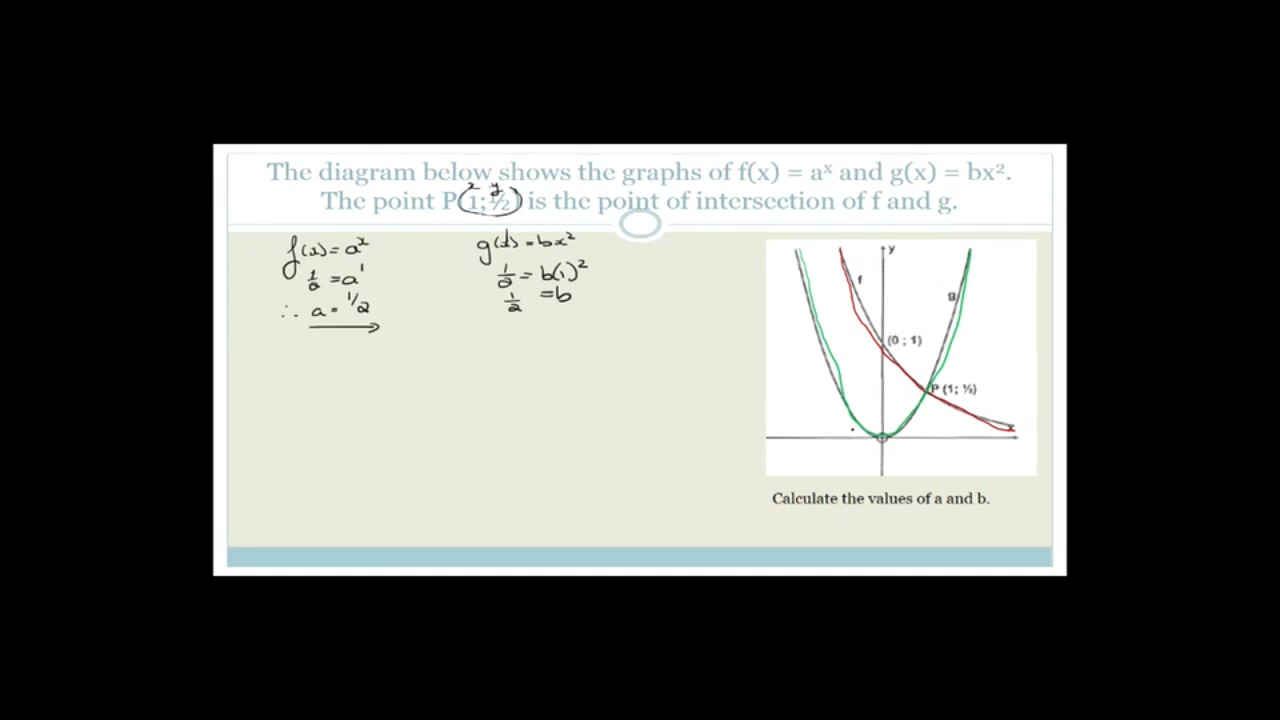 The diagram below shows the graphs of f(x) = aˣ and g(x) = bx².
x y
The point P(1;½) is the point of intersection of f and g.
f(x) = aˣ
½ = a¹
∴ a = ½
g(x) = bx²
½ = b(1)²
½ = b
y
f
g
(0 ; 1)
P (1; ½)
x
Calculate the values of a and b.